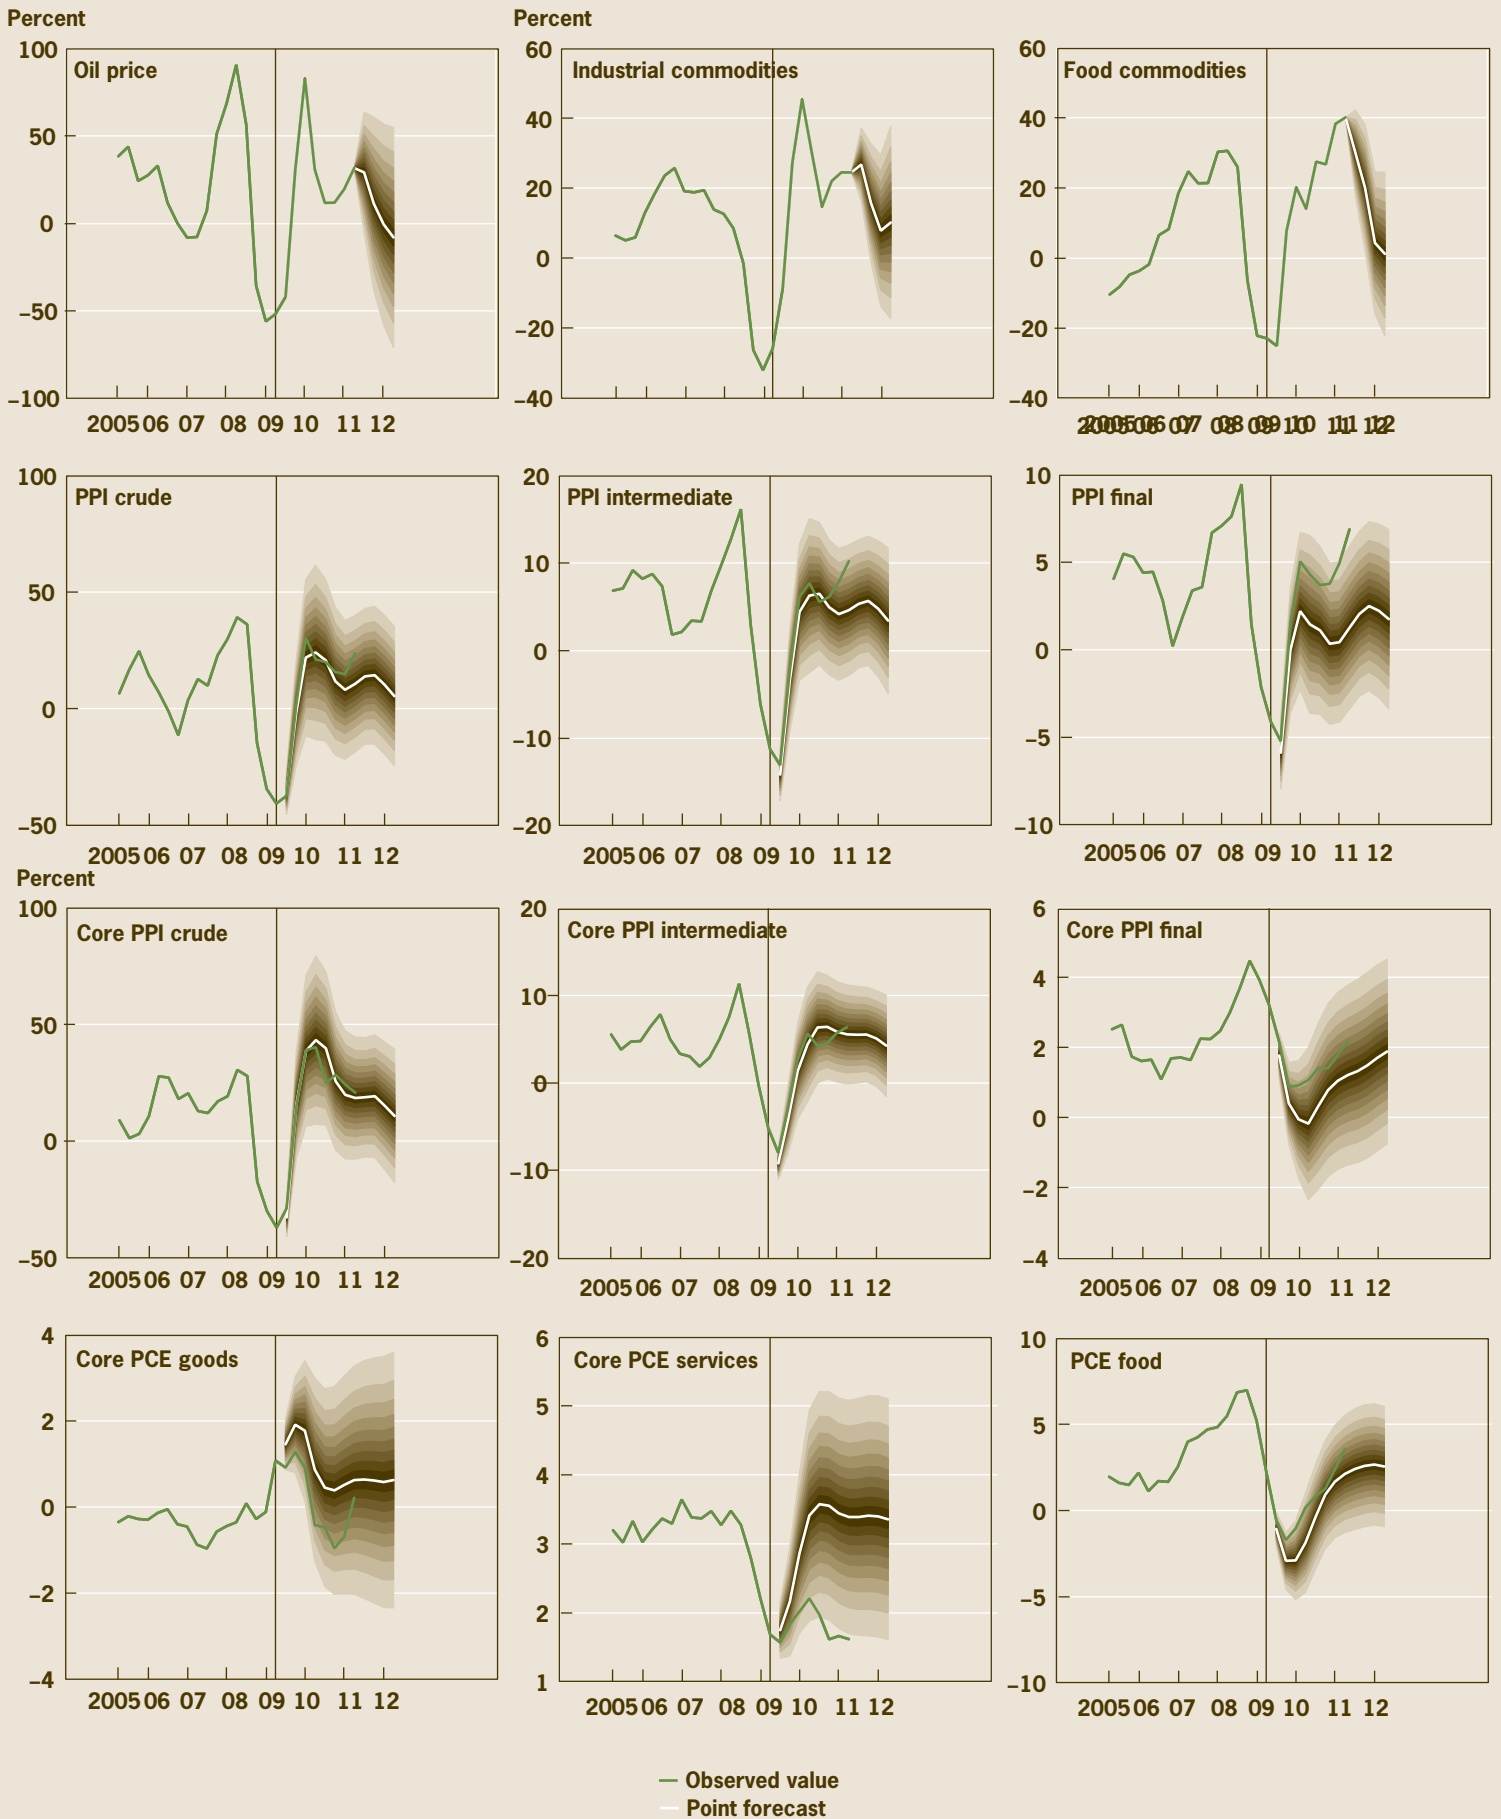 Percent Percent
100 60 60
Oil price Industrial commodities Food commodities
50 40 40
20 20
0 0 0
–50 –20 –20
–100 –40 –40
2005 06 07 08 09 10 11 12 2005 06 07 08 09 10 11 12
2005 06 07 08 09 10 11 12
100 20 10
PPI crude PPI intermediate PPI final
50 10 5
0 0 0
–10 –5
–50 –20 –10
2005 06 07 08 09 10 11 12 2005 06 07 08 09 10 11 12 2005 06 07 08 09 10 11 12
Percent
100 20 6
Core PPI crude Core PPI intermediate Core PPI final
4
50 10 2
0 0 0
–10 –2
–50 –20 –4
2005 06 07 08 09 10 11 12 2005 06 07 08 09 10 11 12 2005 06 07 08 09 10 11 12
4 6 10
Core PCE goods Core PCE services PCE food
2 5 5
4
0 3 0
–2 2 –5
–4 1 –10
2005 06 07 08 09 10 11 12 2005 06 07 08 09 10 11 12 2005 06 07 08 09 10 11 12
Observed value
Point forecast